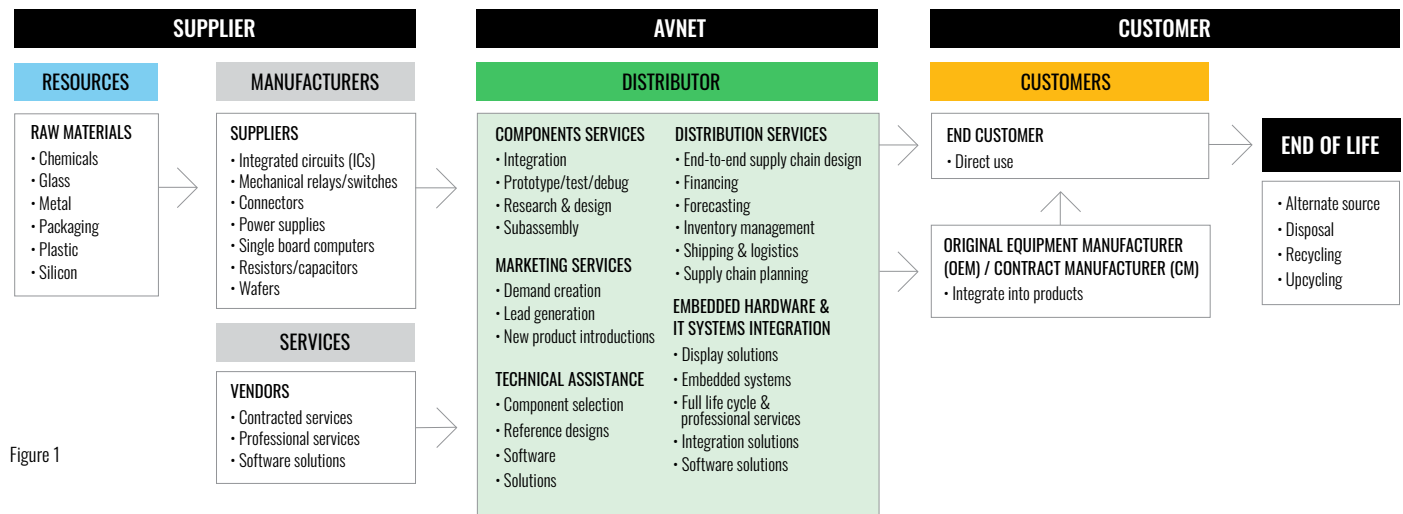 SUPPLIER
AVNET
CUSTOMER
RESOURCES
RAW MATERIALS
• Chemicals
• Glass
• Metal
• Packaging
• Plastic
• Silicon
MANUFACTURERS
SUPPLIERS
• Integrated circuits (ICs)
• Mechanical relays/switches
• Connectors
• Power supplies
• Single board computers
• Resistors/capacitors
• Wafers
SERVICES
VENDORS
• Contracted services
• Professional services
• Software solutions
DISTRIBUTOR
COMPONENTS SERVICES
• Integration
• Prototype/test/debug
• Research & design
• Subassembly
MARKETING SERVICES
• Demand creation
• Lead generation
• New product introductions
TECHNICAL ASSISTANCE
• Component selection
• Reference designs
• Software
• Solutions
DISTRIBUTION SERVICES
• End-to-end supply chain design
• Financing
• Forecasting
• Inventory management
• Shipping & logistics
• Supply chain planning
EMBEDDED HARDWARE &
IT SYSTEMS INTEGRATION
• Display solutions
• Embedded systems
• Full life cycle &
professional services
• Integration solutions
• Software solutions
CUSTOMERS
END CUSTOMER
• Direct use
ORIGINAL EQUIPMENT MANUFACTURER
(OEM) / CONTRACT MANUFACTURER (CM)
• Integrate into products
END OF LIFE
• Alternate source
• Disposal
• Recycling
• Upcycling
Figure 1